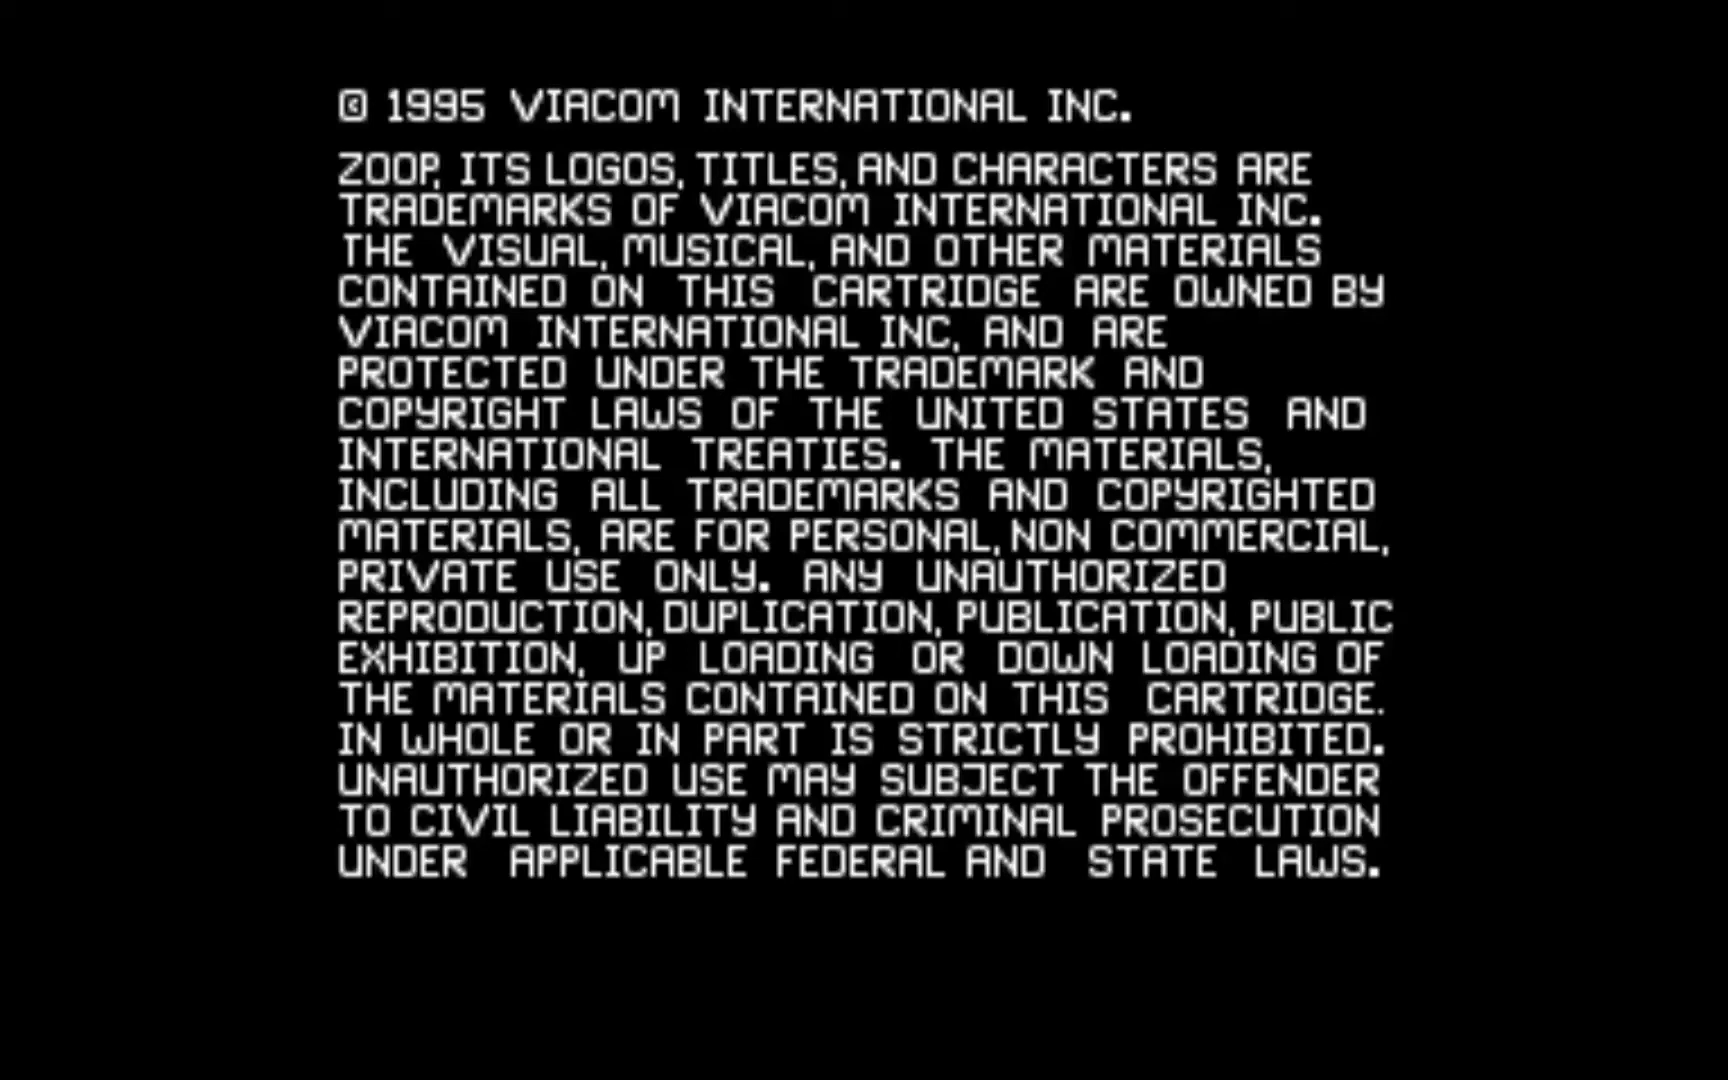 © 1995 VIACOM INTERNATIONAL INC.
ZOOP, ITS LOGOS, TITLES, AND CHARACTERS ARE
TRADEMARKS OF VIACOM INTERNATIONAL INC.
THE VISUAL, MUSICAL, AND OTHER MATERIALS
CONTAINED ON THIS CARTRIDGE ARE OWNED BY
VIACOM INTERNATIONAL INC, AND ARE
PROTECTED UNDER THE TRADEMARK AND
COPYRIGHT LAWS OF THE UNITED STATES AND
INTERNATIONAL TREATIES. THE MATERIALS,
INCLUDING ALL TRADEMARKS AND COPYRIGHTED
MATERIALS, ARE FOR PERSONAL, NON COMMERCIAL,
PRIVATE USE ONLY. ANY UNAUTHORIZED
REPRODUCTION, DUPLICATION, PUBLICATION, PUBLIC
EXHIBITION, UP LOADING OR DOWN LOADING OF
THE MATERIALS CONTAINED ON THIS CARTRIDGE.
IN WHOLE OR IN PART IS STRICTLY PROHIBITED.
UNAUTHORIZED USE MAY SUBJECT THE OFFENDER
TO CIVIL LIABILITY AND CRIMINAL PROSECUTION
UNDER APPLICABLE FEDERAL AND STATE LAWS.